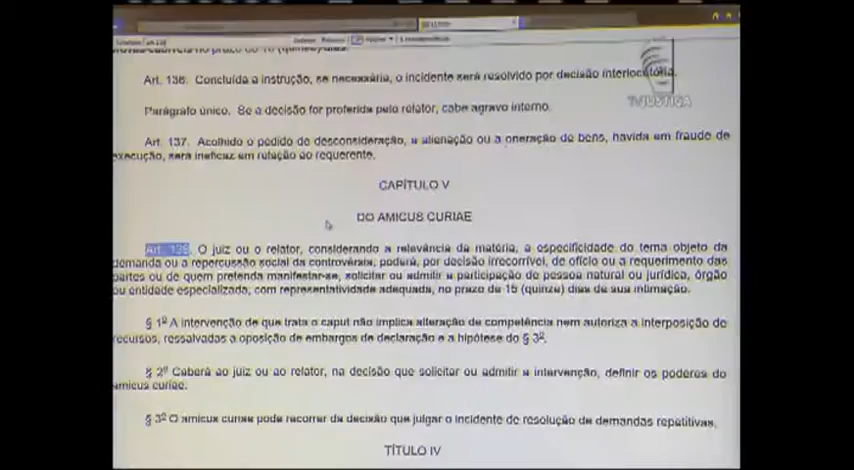 Art. 136. Concluída a instrução, se necessária, o incidente será resolvido por decisão interlocutória.
TV JUSTIÇA
Parágrafo único. Se a decisão for proferida pelo relator, cabe agravo interno.
Art. 137. Acolhido o pedido de desconsideração, a alienação ou a oneração de bens, havida em fraude de
execução, será ineficaz em relação ao requerente.
CAPÍTULO V
DO AMICUS CURIAE
Art. 138. O juiz ou o relator, considerando a relevância da matéria, a especificidade do tema objeto da
demanda ou a repercussão social da controvérsia, poderá, por decisão irrecorrível, de ofício ou a requerimento das
partes ou de quem pretenda manifestar-se, solicitar ou admitir a participação de pessoa natural ou jurídica, órgão
ou entidade especializada, com representatividade adequada, no prazo de 15 (quinze) dias de sua intimação.
§ 1º A intervenção de que trata o caput não implica alteração de competência nem autoriza a interposição de
recursos, ressalvadas a oposição de embargos de declaração e a hipótese do § 3º.
§ 2º Caberá ao juiz ou ao relator, na decisão que solicitar ou admitir a intervenção, definir os poderes do
amicus curiae.
§ 3º O amicus curiae pode recorrer da decisão que julgar o incidente de resolução de demandas repetitivas.
TÍTULO IV